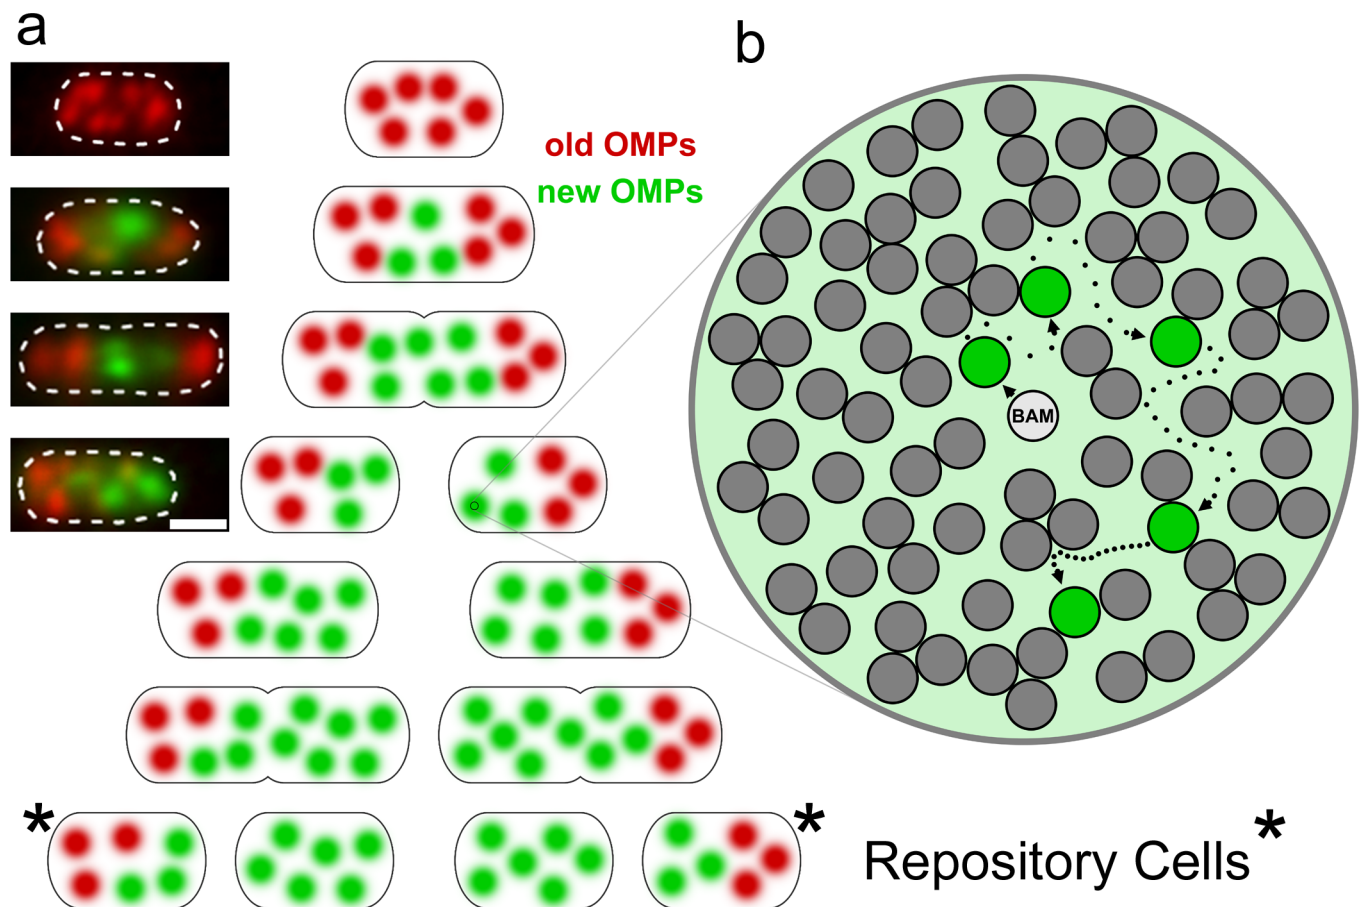 a
b
old OMPs
new OMPs
BAM
* * Repository Cells*